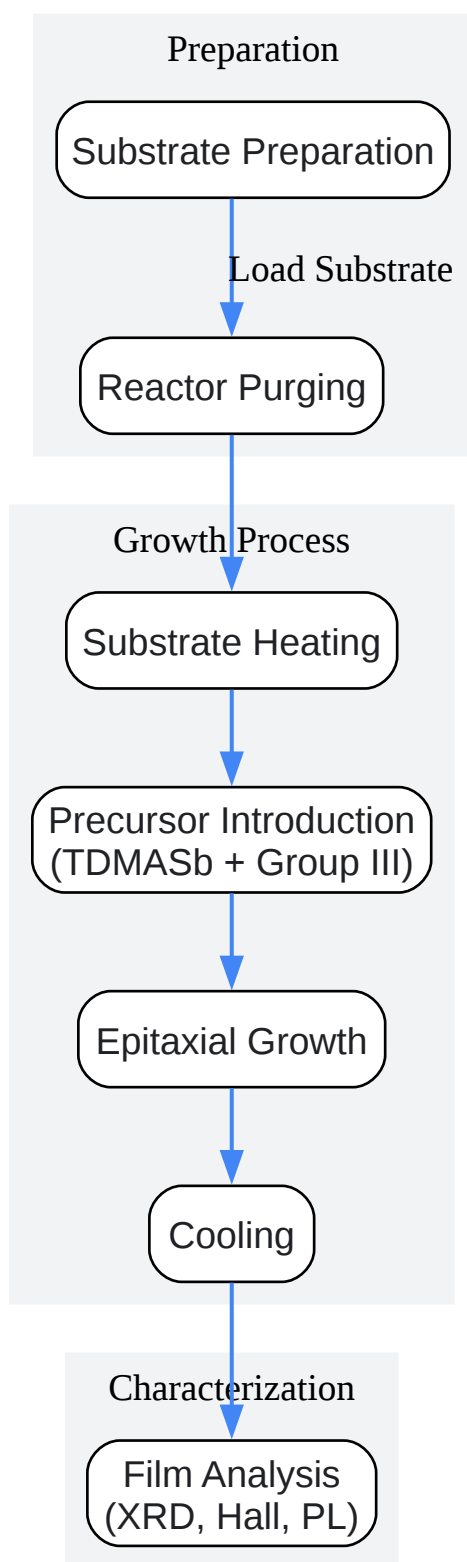 Preparation
Substrate Preparation
Load Substrate
Reactor Purging
Growth Process
Substrate Heating
Precursor Introduction
(TDMASb + Group III)
Epitaxial Growth
Cooling
Characterization
Film Analysis
(XRD, Hall, PL)